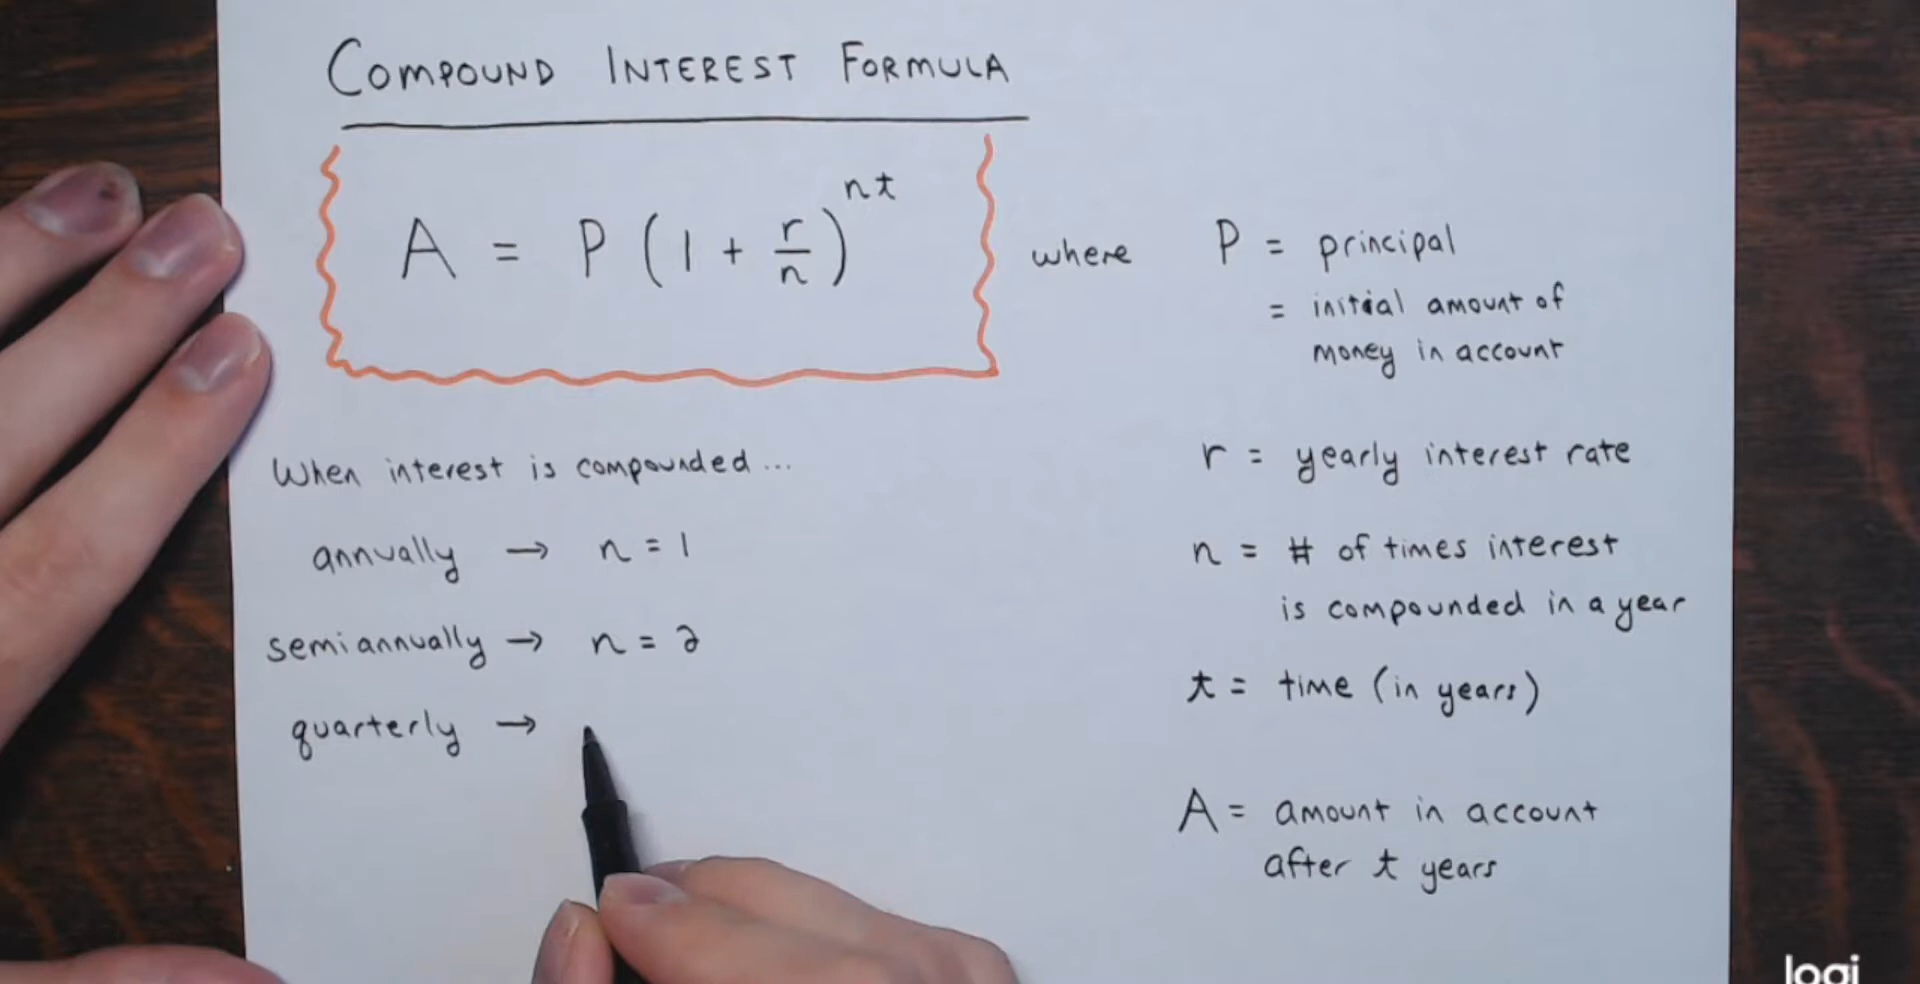 COMPOUND INTEREST FORMULA
A = P (1 + r/n)^nt
where
P = principal
= initial amount of
money in account
r = yearly interest rate
n = # of times interest
is compounded in a year
t = time (in years)
A = amount in account
after t years
When interest is compounded ...
annually → n = 1
semiannually → n = 2
quarterly →
logi